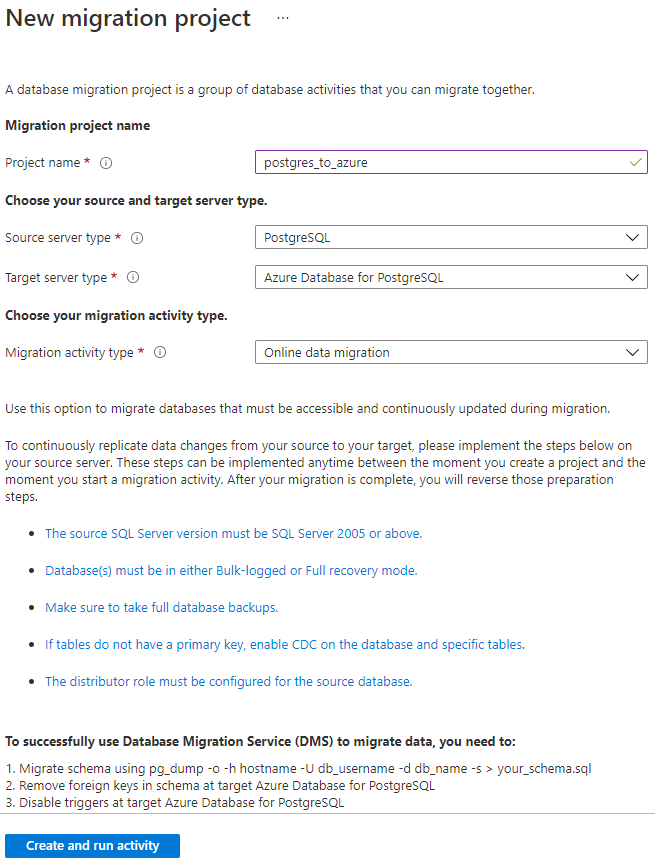 New migration project ...
A database migration project is a group of database activities that you can migrate together.
Migration project name
Project name *
postgres_to_azure
Choose your source and target server type.
Source server type *
PostgreSQL
Target server type *
Azure Database for PostgreSQL
Choose your migration activity type.
Migration activity type *
Online data migration
Use this option to migrate databases that must be accessible and continuously updated during migration.
To continuously replicate data changes from your source to your target, please implement the steps below on
your source server. These steps can be implemented anytime between the moment you create a project and the
moment you start a migration activity. After your migration is complete, you will reverse those preparation
steps.
• The source SQL Server version must be SQL Server 2005 or above.
• Database(s) must be in either Bulk-logged or Full recovery mode.
• Make sure to take full database backups.
• If tables do not have a primary key, enable CDC on the database and specific tables.
• The distributor role must be configured for the source database.
To successfully use Database Migration Service (DMS) to migrate data, you need to:
1. Migrate schema using pg_dump -o -h hostname -U db_username -d db_name -s > your_schema.sql
2. Remove foreign keys in schema at target Azure Database for PostgreSQL
3. Disable triggers at target Azure Database for PostgreSQL
Create and run activity